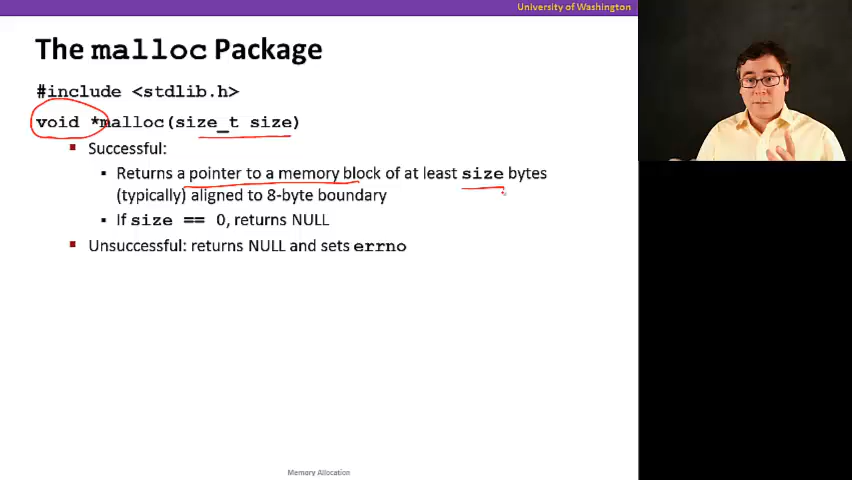 University of Washington
The malloc Package
#include <stdlib.h>
void *malloc(size_t size)
Successful:
Returns a pointer to a memory block of at least size bytes
(typically) aligned to 8-byte boundary
If size == 0, returns NULL
Unsuccessful: returns NULL and sets errno
Memory Allocation